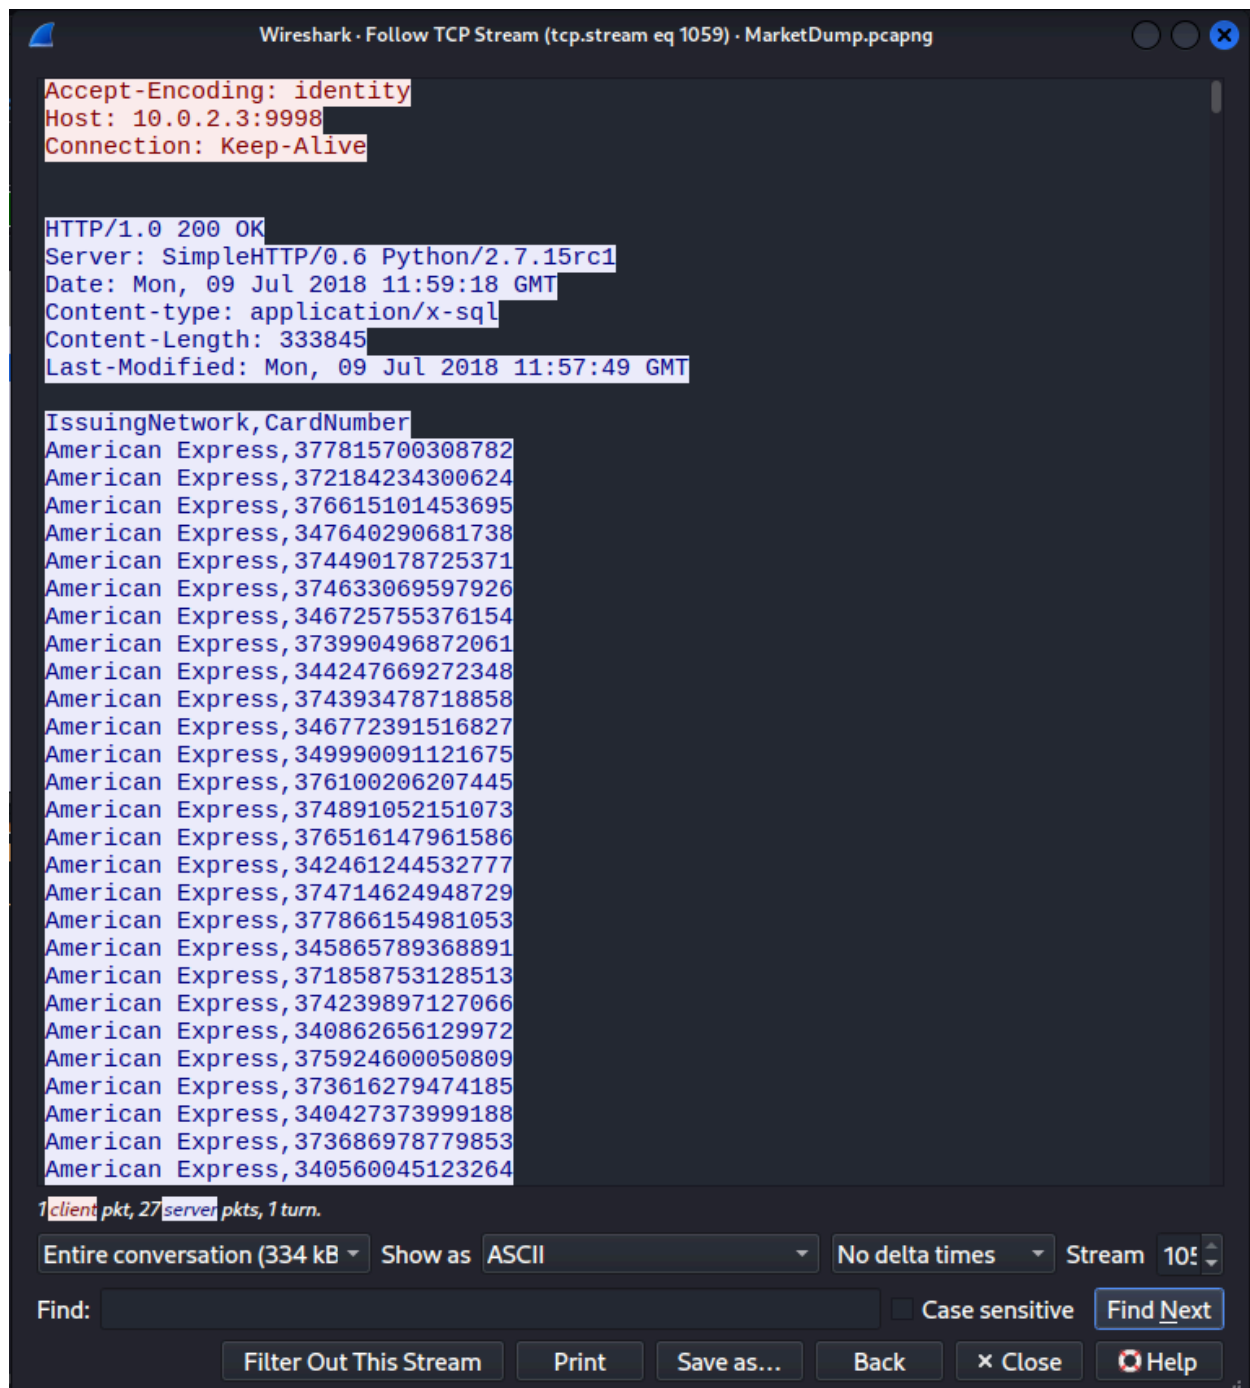 Wireshark · Follow TCP Stream (tcp.stream eq 1059) · MarketDump.pcapng
Accept-Encoding: identity
Host: 10.0.2.3:9998
Connection: Keep-Alive
HTTP/1.0 200 OK
Server: SimpleHTTP/0.6 Python/2.7.15rc1
Date: Mon, 09 Jul 2018 11:59:18 GMT
Content-type: application/x-sql
Content-Length: 333845
Last-Modified: Mon, 09 Jul 2018 11:57:49 GMT
IssuingNetwork,CardNumber
American Express,377815700308782
American Express,372184234300624
American Express,376615101453695
American Express,347640290681738
American Express,374490178725371
American Express,374633069597926
American Express,346725755376154
American Express,373990496872061
American Express,344247669272348
American Express,374393478718858
American Express,346772391516827
American Express,349990091121675
American Express,376100206207445
American Express,374891052151073
American Express,376516147961586
American Express,342461244532777
American Express,374714624948729
American Express,377866154981053
American Express,345865789368891
American Express,371858753128513
American Express,374239897127066
American Express,340862656129972
American Express,375924600050809
American Express,373616279474185
American Express,340427373999188
American Express,373686978779853
American Express,340560045123264
1 client pkt, 27 server pkts, 1 turn.
Entire conversation (334 kB Show as ASCII No delta times Stream 105
Find: Case sensitive Find Next
Filter Out This Stream Print Save as... Back × Close Help